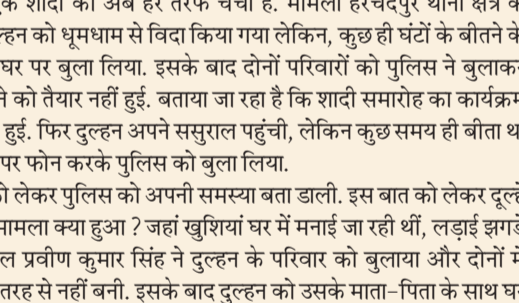 शादी की अब हर तरफ चर्चा है. मामला हरचंदपुर थाना क्षेत्र
ल्हन को धूमधाम से विदा किया गया लेकिन, कुछ ही घंटों के बीतने के
घर पर बुला लिया. इसके बाद दोनों परिवारों को पुलिस ने बुलाक
ने को तैयार नहीं हुई. बताया जा रहा है कि शादी समारोह का कार्यक्रम
हुई. फिर दुल्हन अपने ससुराल पहुंची, लेकिन कुछ समय ही बीता थ
पर फोन करके पुलिस को बुला लिया.
लेकर पुलिस को अपनी समस्या बता डाली. इस बात को लेकर दूल्हे
मामला क्या हुआ ? जहां खुशियां घर में मनाई जा रही थीं, लड़ाई झगड़े
ल प्रवीण कुमार सिंह ने दुल्हन के परिवार को बुलाया और दोनों में
तरह से नहीं बनी. इसके बाद दुल्हन को उसके माता-पिता के साथ घ